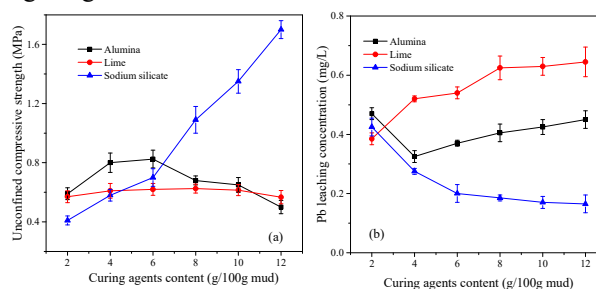 Alumina
Lime
Sodium silicate
Unconfined compressive strength (MPa)
1.6
1.2
0.8
0.4
2 4 6 8 10 12
(a)
Curing agents content (g/100g mud)
Alumina
Lime
Sodium silicate
Pb leaching concentration (mg/L)
0.8
0.6
0.4
0.2
0.0
2 4 6 8 10 12
(b)
Curing agents content (g/100g mud)